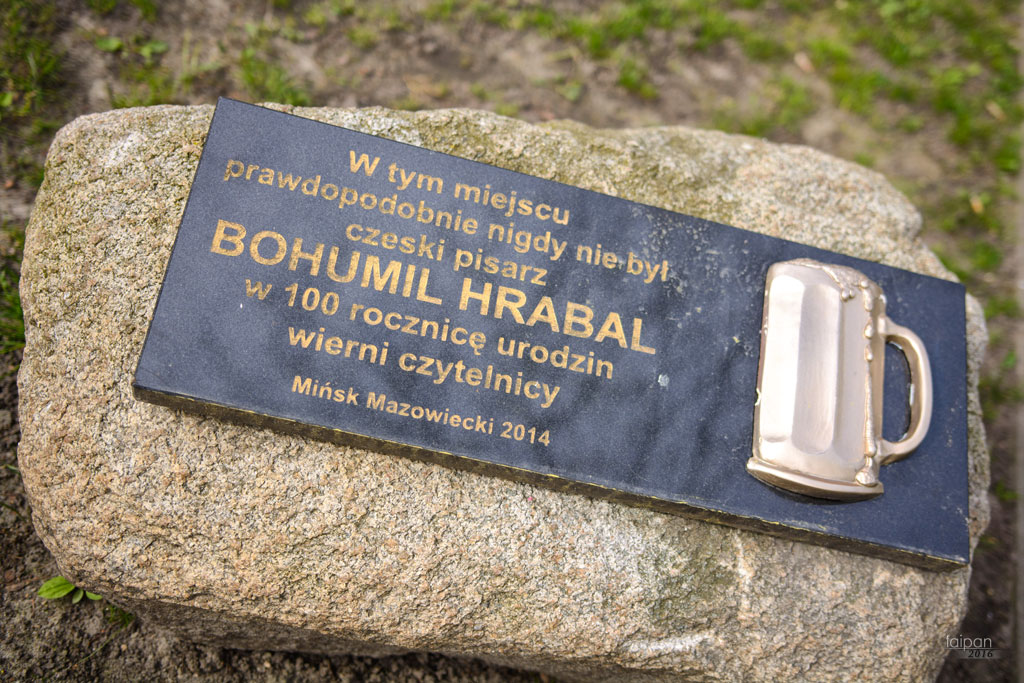 W tym miejscu
prawdopodobnie nigdy nie był
czeski pisarz
BOHUMIL HRABAL
w 100 rocznicę urodzin
wierni czytelnicy
Mińsk Mazowiecki 2014
faipan
2016